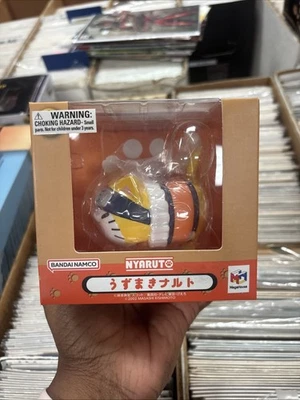 WARNING:
CHOKING HAZARD- Small
parts. Not for children under 3 years.
BANDAI NAMCO
NYARUTO
うずまきナルト
MegaHouse